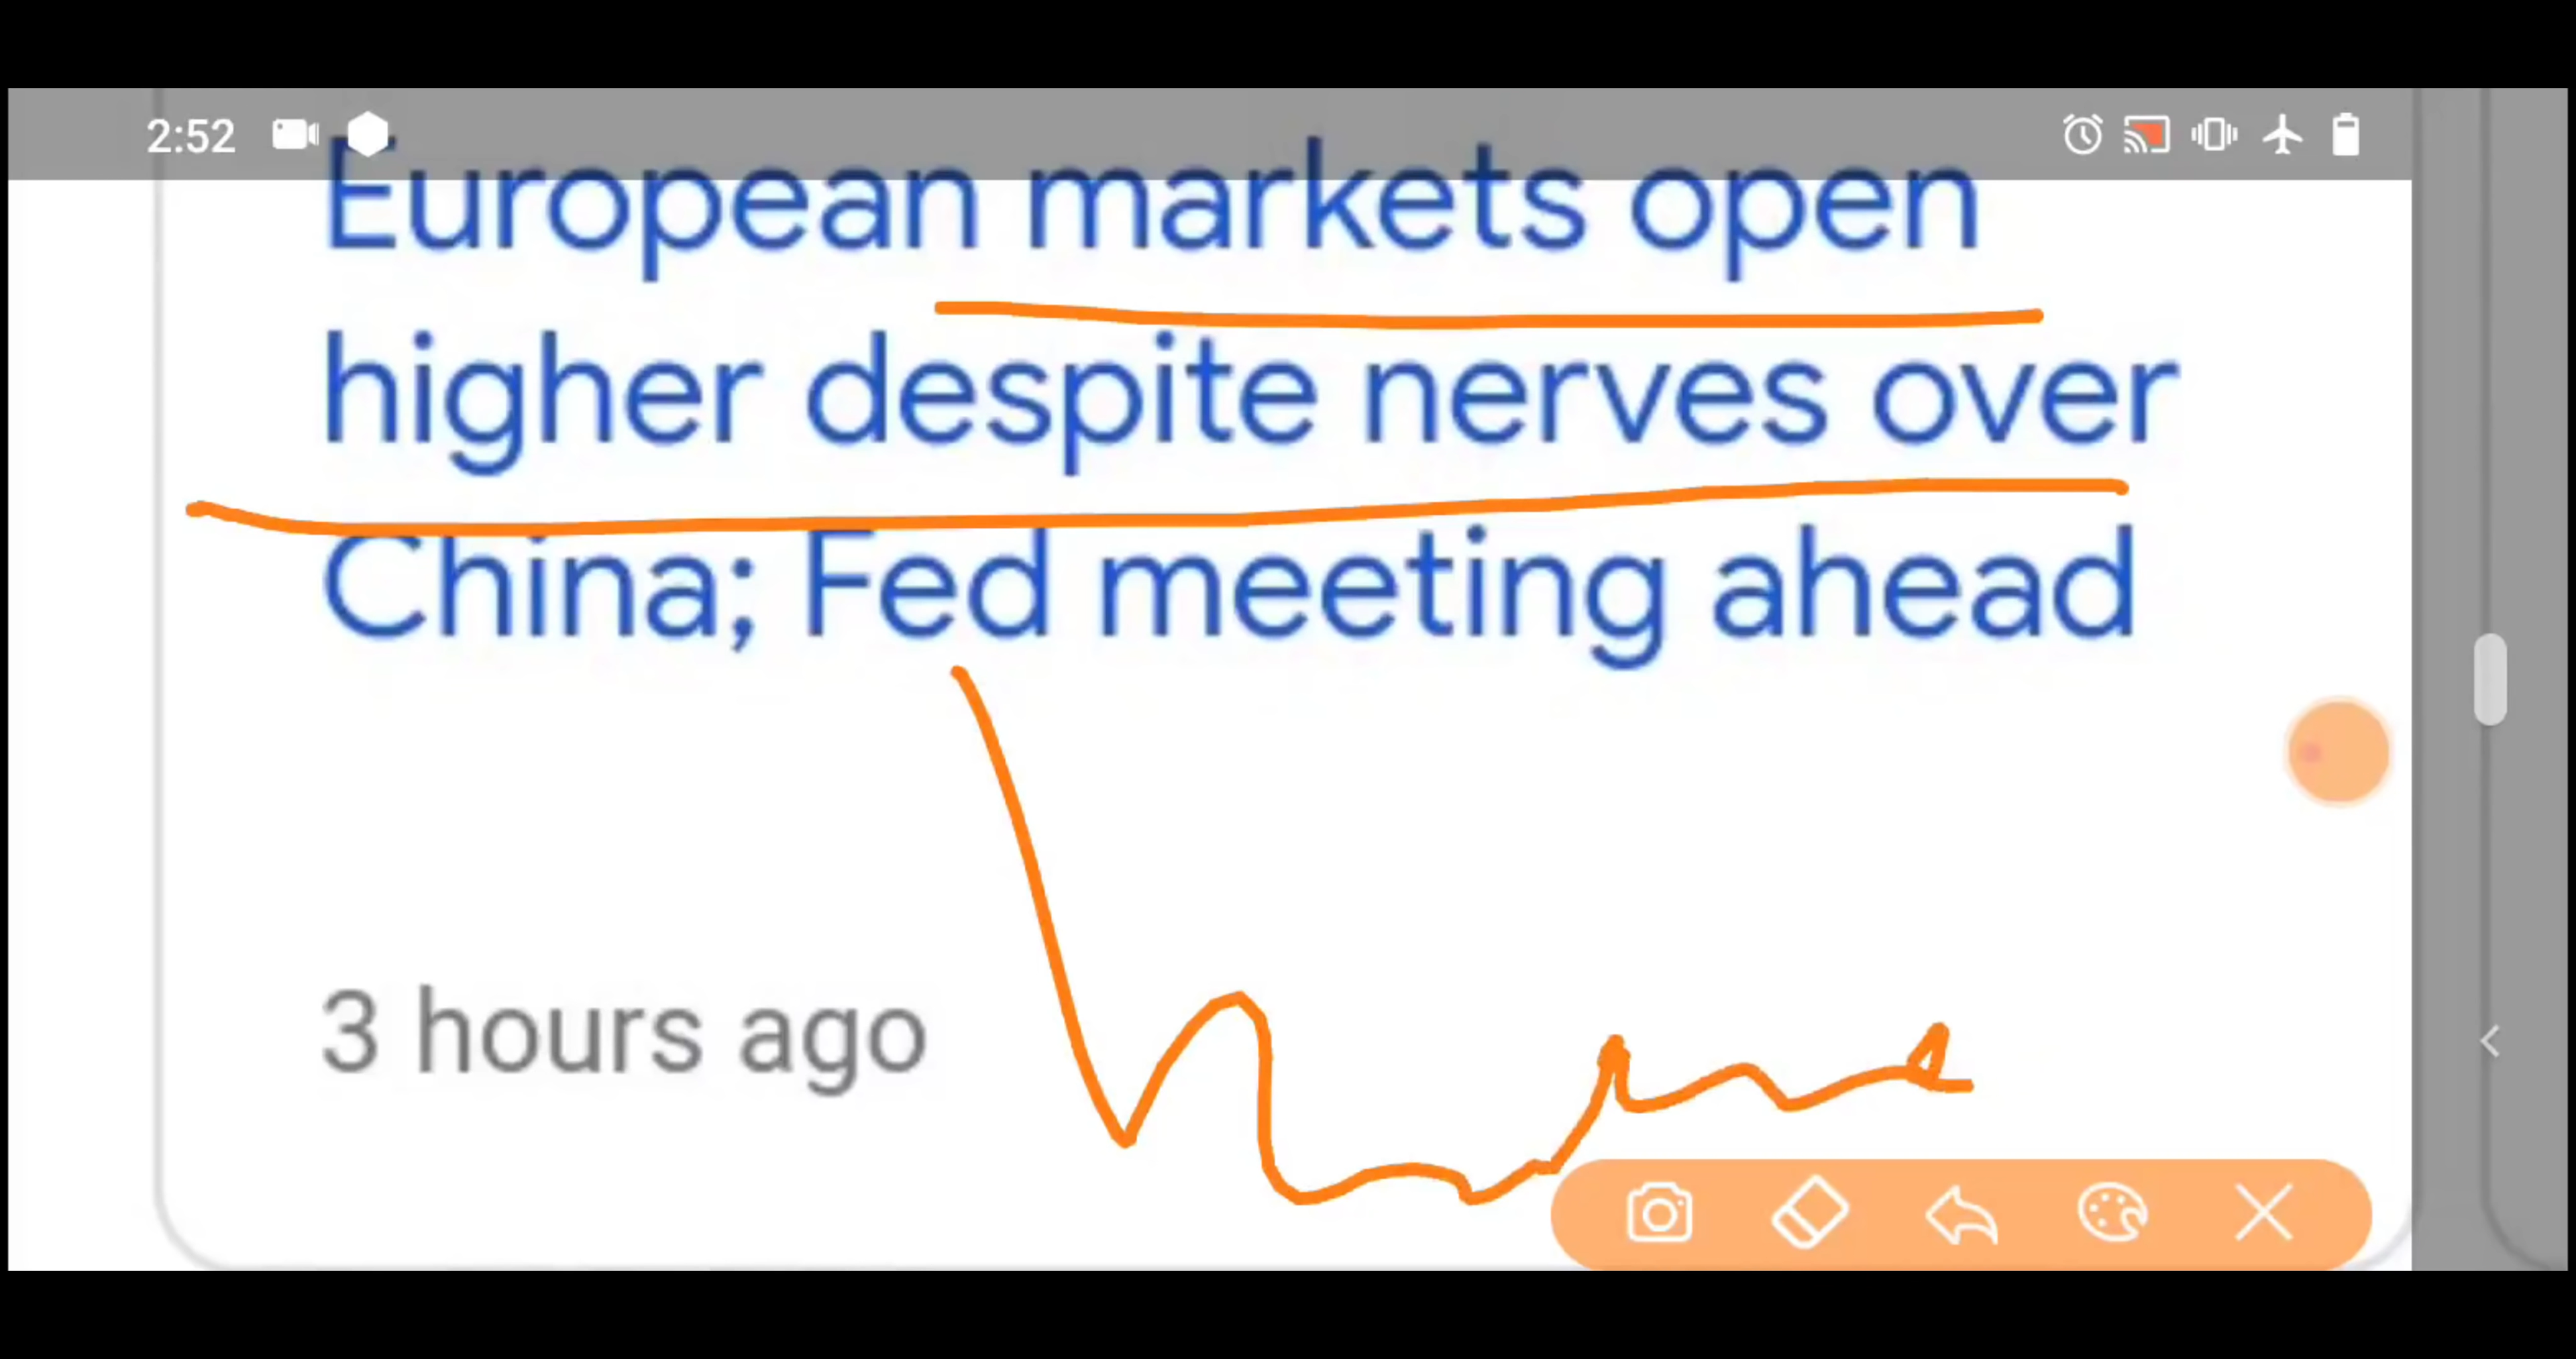 2:52
European markets open
higher despite nerves over
China; Fed meeting ahead
3 hours ago